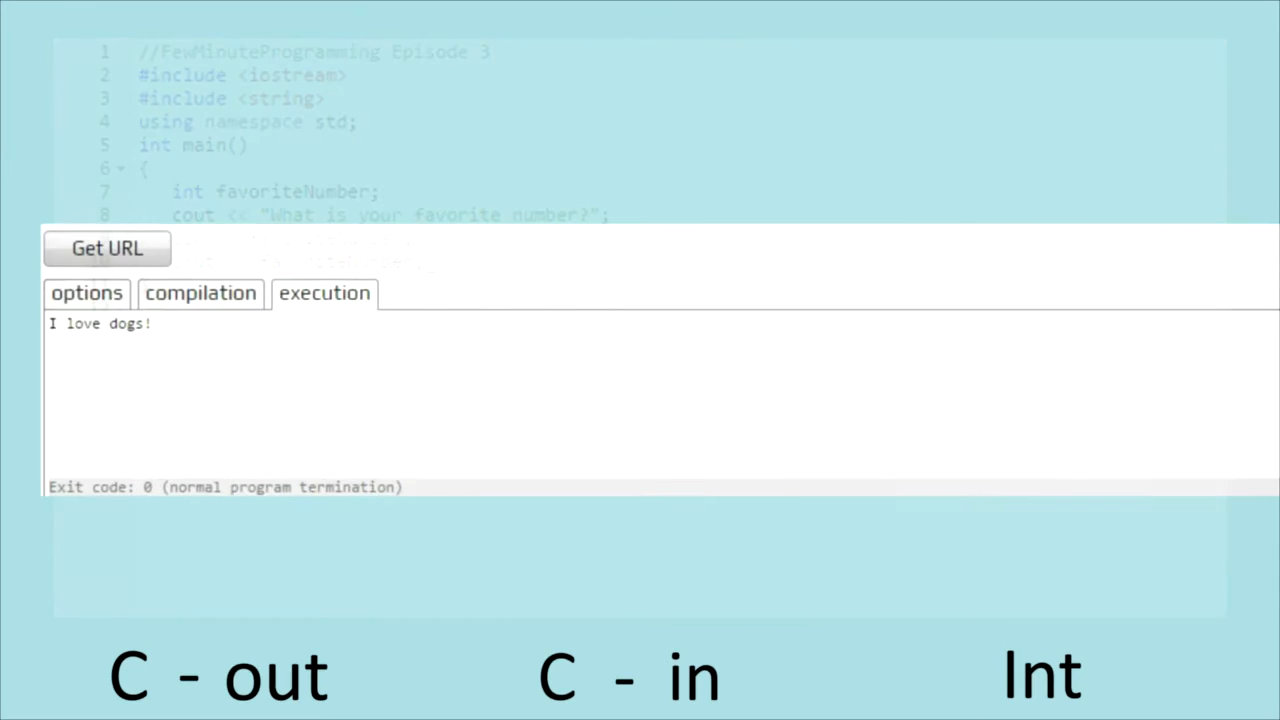 1 //FewMinuteProgramming Episode 3
2 #include <iostream>
3 #include <string>
4 using namespace std;
5 int main()
6 {
7 int favoriteNumber;
8 cout << "What is your favorite number?";
Get URL
options compilation execution
I love dogs!
Exit code: 0 (normal program termination)
C - out C - in Int